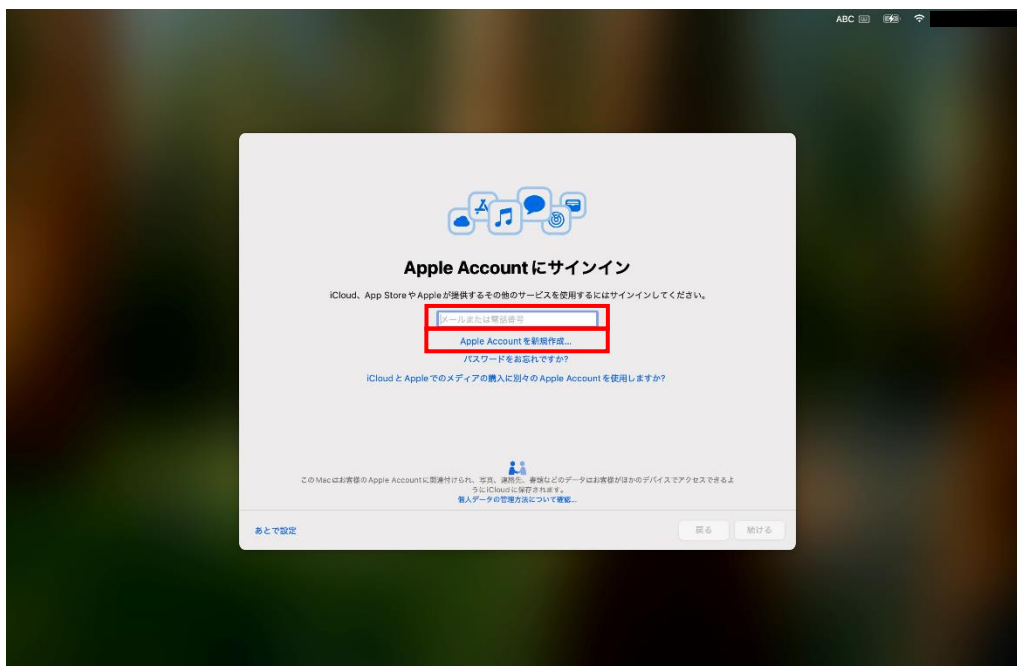 ABC
Apple Accountにサインイン
iCloud、App StoreやAppleが提供するその他のサービスを使用するにはサインインしてください。
メールまたは電話番号
Apple Accountを新規作成...
パスワードをお忘れですか?
iCloudとAppleでのメディアの購入に別々のApple Accountを使用しますか?
このMacはお客様のApple Accountに関連付けられ、写真、連絡先、書類などのデータはお客様がほかのデバイスでアクセスできるよ
うにiCloudに保存されます。
個人データの管理方法について確認...
あとで設定
戻る
続ける